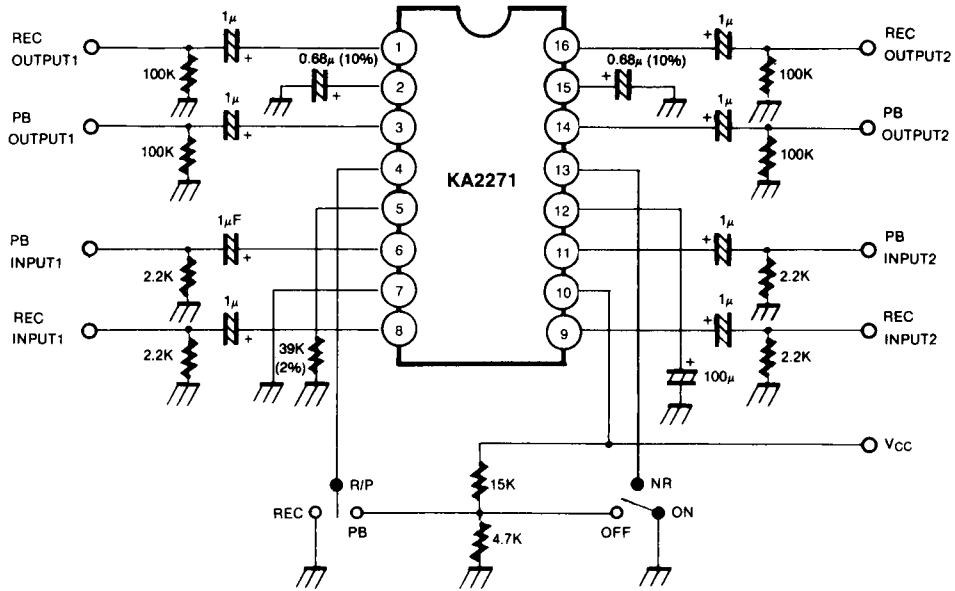 REC
OUTPUT1
1μ
+
100K
0.68μ (10%)
+
PB
OUTPUT1
1μ
+
100K
PB
INPUT1
1μF
+
2.2K
REC
INPUT1
1μ
+
2.2K
39K
(2%)
1
2
3
4
5
6
7
8
KA2271
16
15
14
13
12
11
10
9
+
1μ
REC
OUTPUT2
0.68μ (10%)
+
100K
+
1μ
PB
OUTPUT2
100K
+
1μ
PB
INPUT2
2.2K
+
1μ
REC
INPUT2
2.2K
+
100μ
VCC
R/P
REC
PB
15K
4.7K
NR
OFF
ON